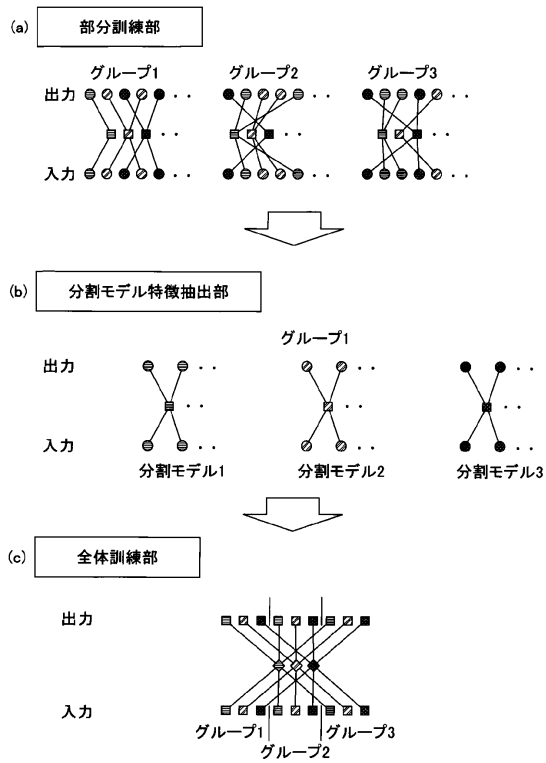 (a) 部分訓練部
グループ1 グループ2 グループ3
出力
入力
(b) 分割モデル特徴抽出部
グループ1
出力
入力
分割モデル1 分割モデル2 分割モデル3
(c) 全体訓練部
出力
入力
グループ1 グループ3
グループ2